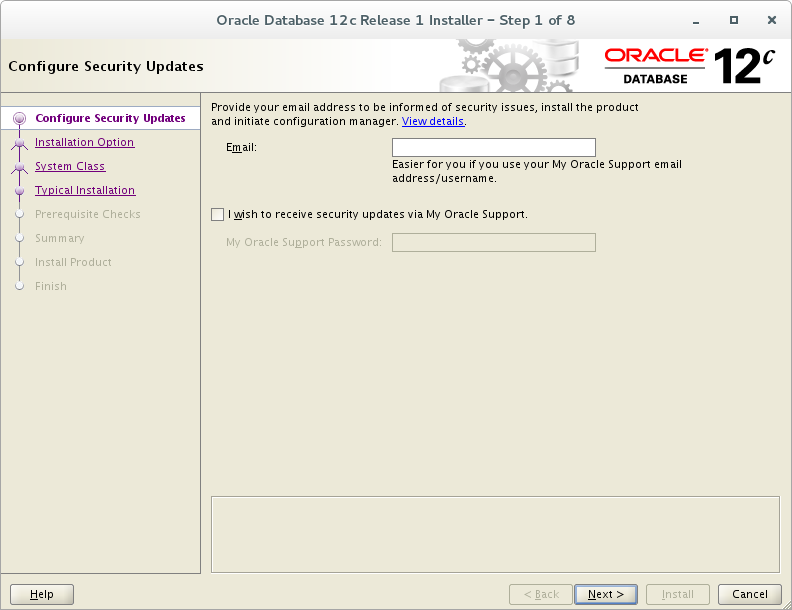 Oracle Database 12c Release 1 Installer – Step 1 of 8
Configure Security Updates
ORACLE®
DATABASE
12c
Configure Security Updates
Installation Option
System Class
Typical Installation
Prerequisite Checks
Summary
Install Product
Finish
Provide your email address to be informed of security issues, install the product
and initiate configuration manager. View details.
Email:
Easier for you if you use your My Oracle Support email
address/username.
I wish to receive security updates via My Oracle Support.
My Oracle Support Password:
Help
< Back
Next >
Install
Cancel